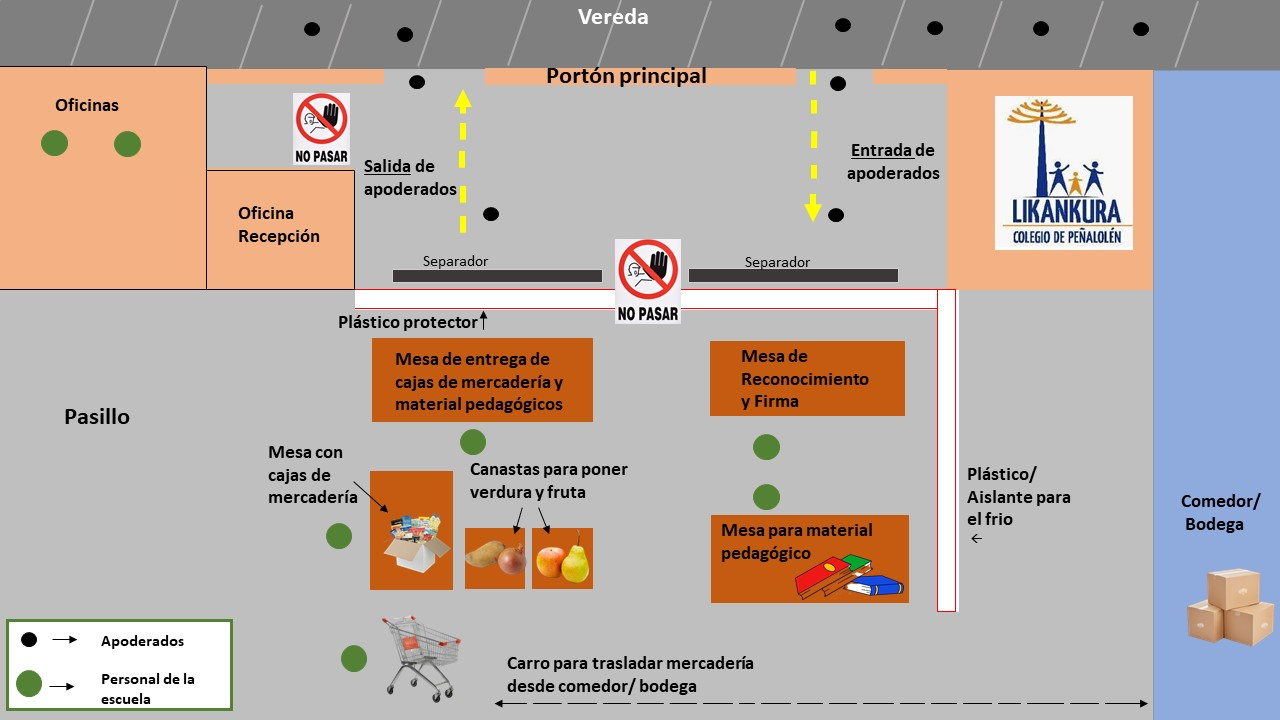 Vereda
Portón principal
Oficinas
NO PASAR
Salida de
apoderados
Entrada de
apoderados
LIKANKURA
COLEGIO DE PEÑALOLÉN
Oficina
Recepción
Separador
Separador
NO PASAR
Plástico protector
Mesa de entrega de
cajas de mercadería y
material pedagógicos
Mesa de
Reconocimiento
y Firma
Pasillo
Mesa con
cajas de
mercadería
Canastas para poner
verdura y fruta
Plástico/
Aislante para
el frio
Comedor/
Bodega
Mesa para material
pedagógico
Apoderados
Personal de la
escuela
Carro para trasladar mercadería
desde comedor/ bodega